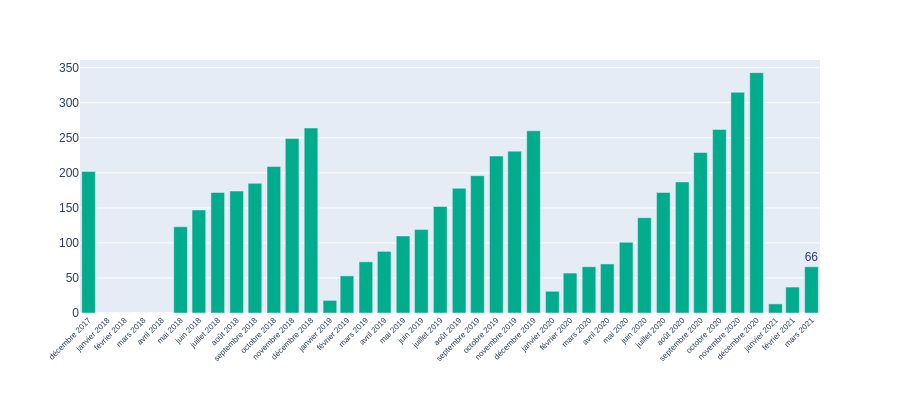 350
300
250
200
150
100
50
0
66
décembre 2017
janvier 2018
février 2018
mars 2018
avril 2018
mai 2018
juin 2018
juillet 2018
août 2018
septembre 2018
octobre 2018
novembre 2018
décembre 2018
janvier 2019
février 2019
mars 2019
avril 2019
mai 2019
juin 2019
juillet 2019
août 2019
septembre 2019
octobre 2019
novembre 2019
décembre 2019
janvier 2020
février 2020
mars 2020
avril 2020
mai 2020
juin 2020
juillet 2020
août 2020
septembre 2020
octobre 2020
novembre 2020
décembre 2020
janvier 2021
février 2021
mars 2021